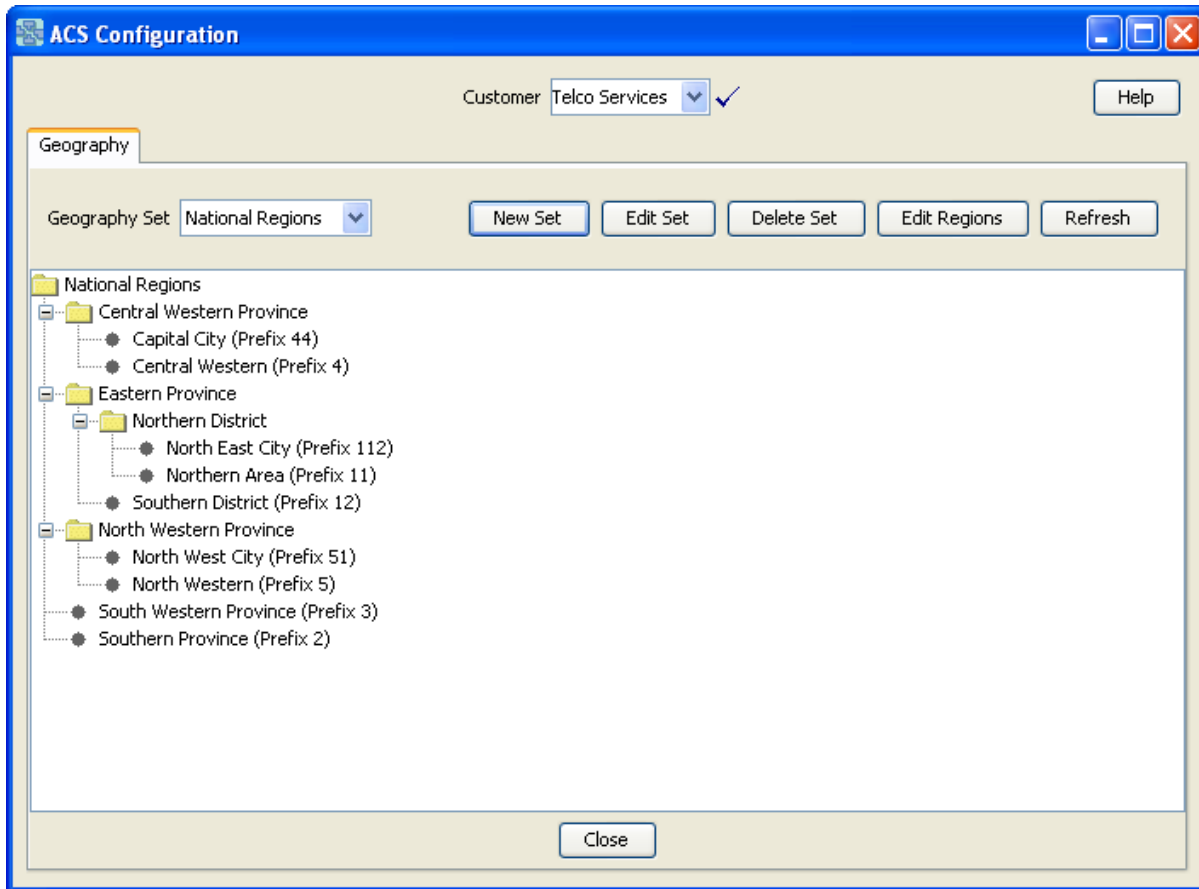 ACS Configuration
Customer Telco Services Help
Geography
Geography Set National Regions New Set Edit Set Delete Set Edit Regions Refresh
National Regions
Central Western Province
Capital City (Prefix 44)
Central Western (Prefix 4)
Eastern Province
Northern District
North East City (Prefix 112)
Northern Area (Prefix 11)
Southern District (Prefix 12)
North Western Province
North West City (Prefix 51)
North Western (Prefix 5)
South Western Province (Prefix 3)
Southern Province (Prefix 2)
Close